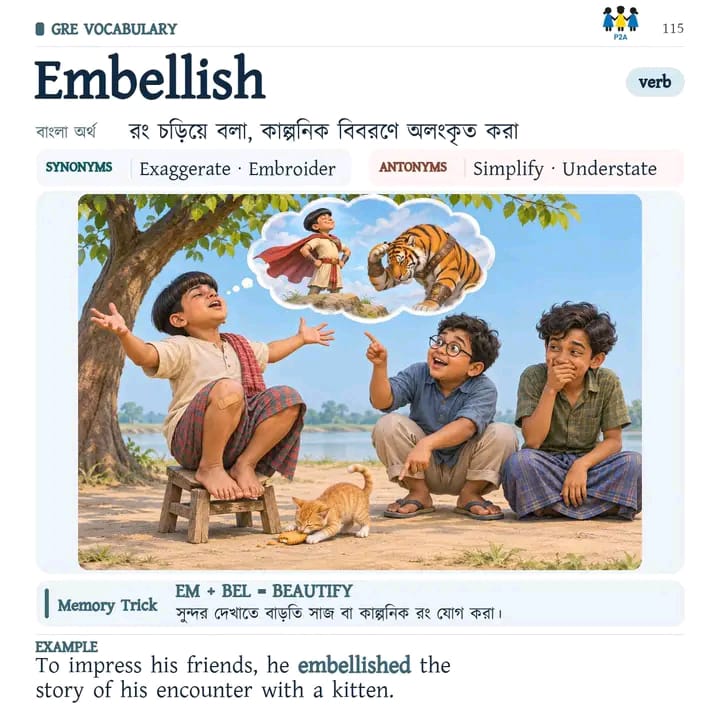 GRE VOCABULARY
P2A
115
Embellish
verb
বাংলা অর্থ রং চড়িয়ে বলা, কাল্পনিক বিবরণে অলংকৃত করা
SYNONYMS Exaggerate · Embroider
ANTONYMS Simplify · Understate
Memory Trick
EM + BEL = BEAUTIFY
সুন্দর দেখাতে বাড়তি সাজ বা কাল্পনিক রং যোগ করা।
EXAMPLE
To impress his friends, he embellished the
story of his encounter with a kitten.